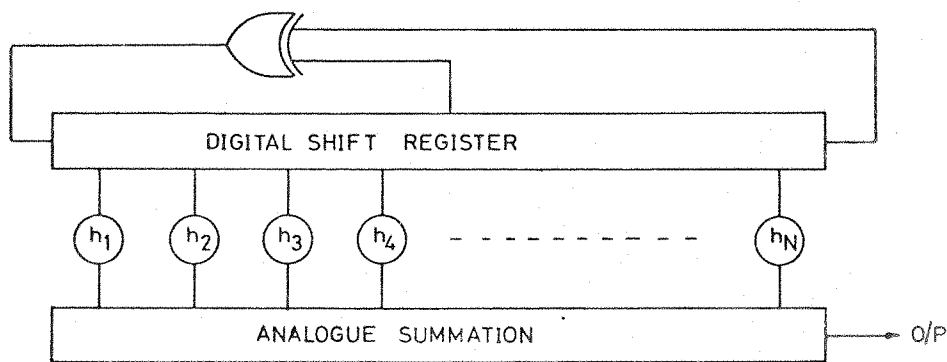 DIGITAL SHIFT REGISTER
h1 h2 h3 h4 hN
ANALOGUE SUMMATION
O/P